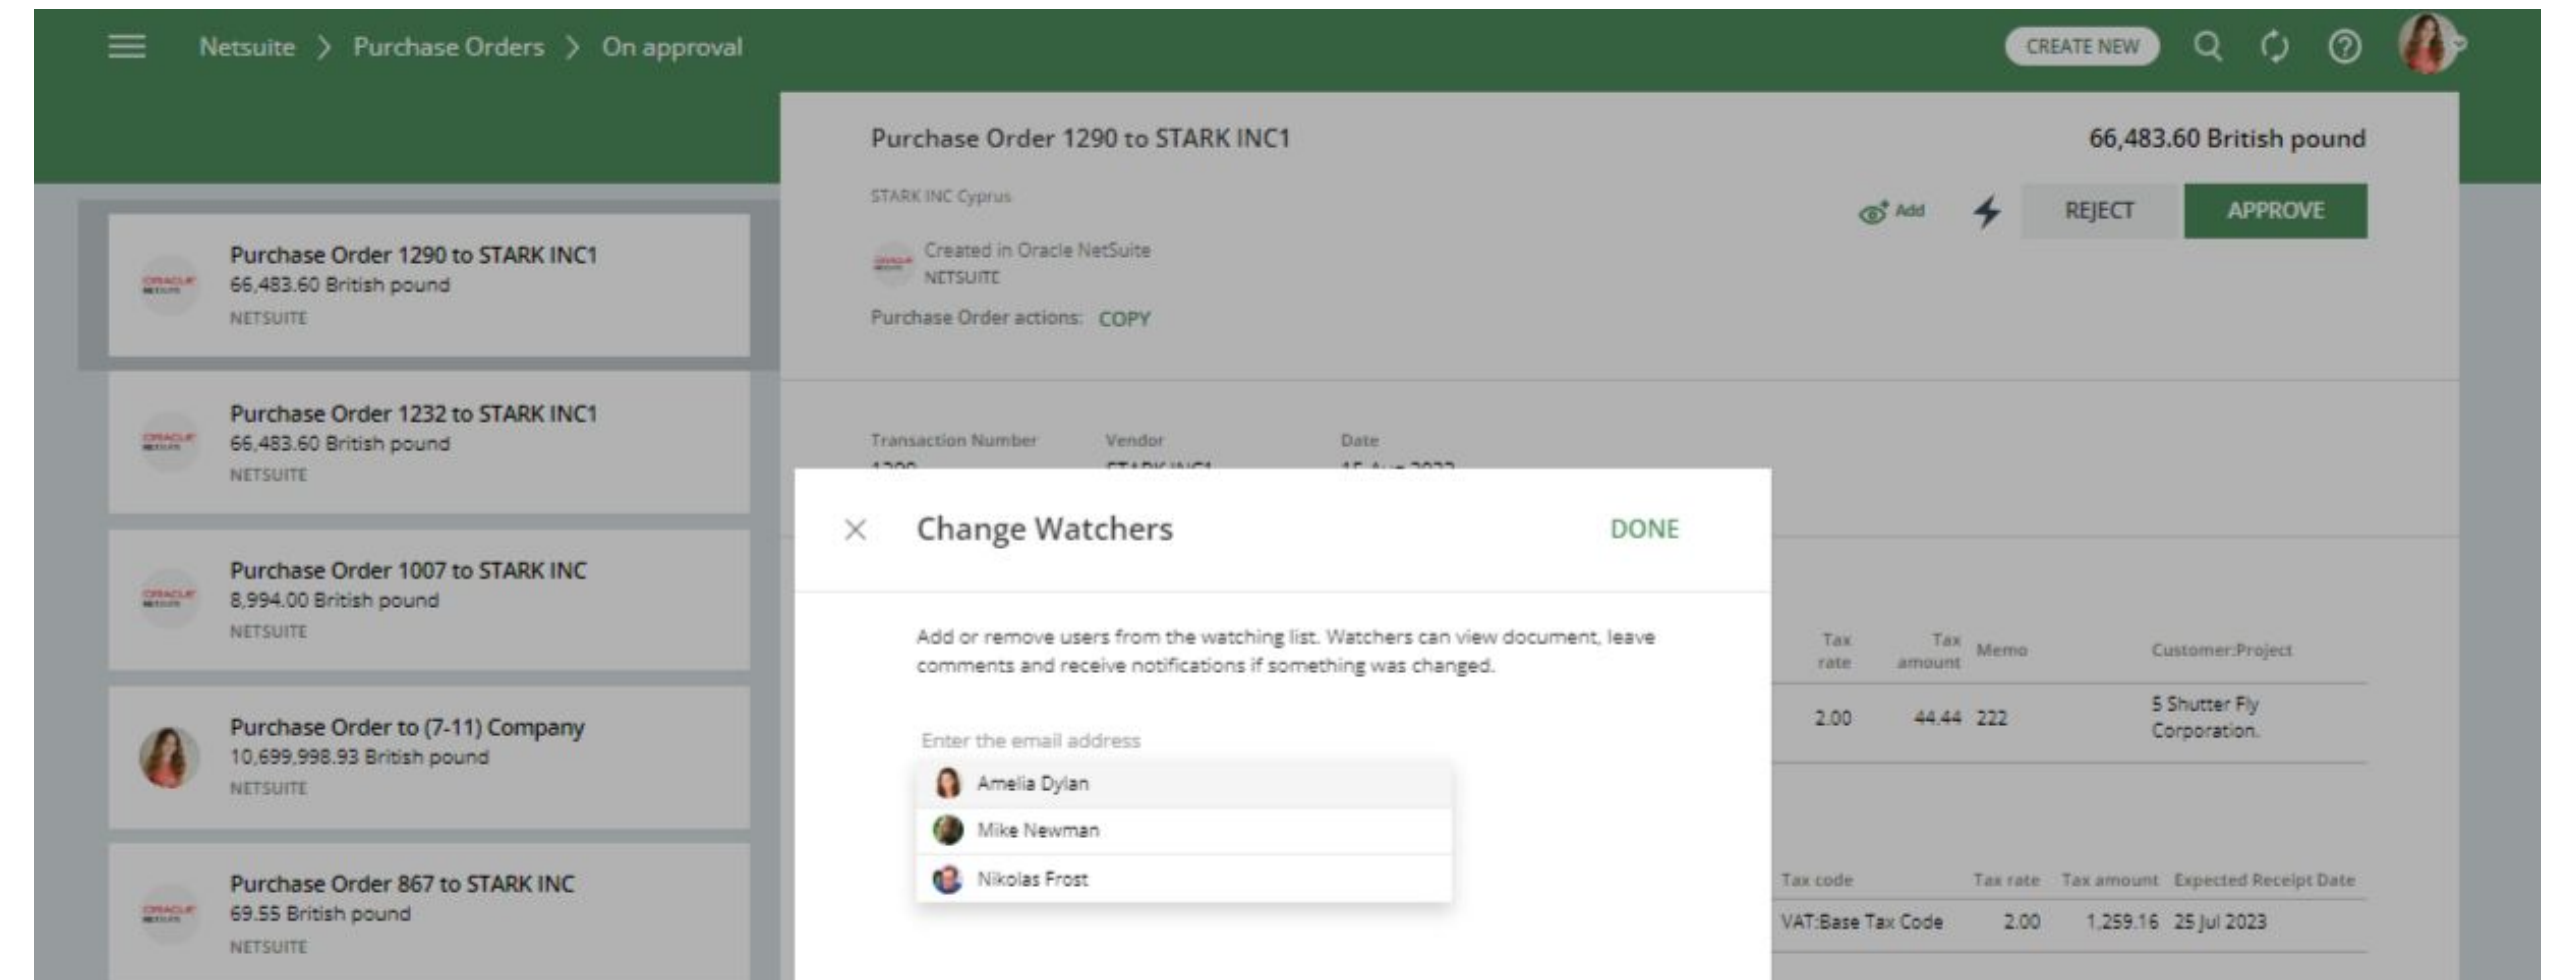 Netsuite > Purchase Orders > On approval
CREATE NEW
Purchase Order 1290 to STARK INC1
66,483.60 British pound
NETSUITE
Purchase Order 1232 to STARK INC1
66,483.60 British pound
NETSUITE
Purchase Order 1007 to STARK INC
8,994.00 British pound
NETSUITE
Purchase Order to (7-11) Company
10,699,998.93 British pound
NETSUITE
Purchase Order 867 to STARK INC
69.55 British pound
NETSUITE
Purchase Order 1290 to STARK INC1
66,483.60 British pound
STARK INC Cyprus
Add
REJECT
APPROVE
Created in Oracle NetSuite
NETSUITE
Purchase Order actions: COPY
Transaction Number Vendor Date
1290 STARK INC1 15 Aug 2023
Change Watchers
DONE
Add or remove users from the watching list. Watchers can view document, leave
comments and receive notifications if something was changed.
Enter the email address
Amelia Dylan
Mike Newman
Nikolas Frost
Tax rate Tax amount Memo Customer:Project
2.00 44.44 222 5 Shutter Fly
Corporation.
Tax code Tax rate Tax amount Expected Receipt Date
VAT:Base Tax Code 2.00 1,259.16 25 Jul 2023